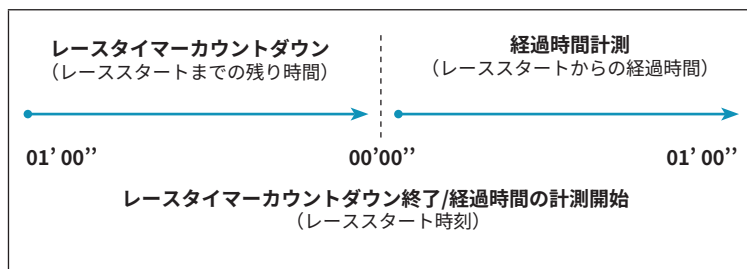 レースタイマーカウントダウン
（レーススタートまでの残り時間）
経過時間計測
（レーススタートからの経過時間）
01’ 00’’
00’00’’
01’ 00’’
レースタイマーカウントダウン終了/経過時間の計測開始
（レーススタート時刻）